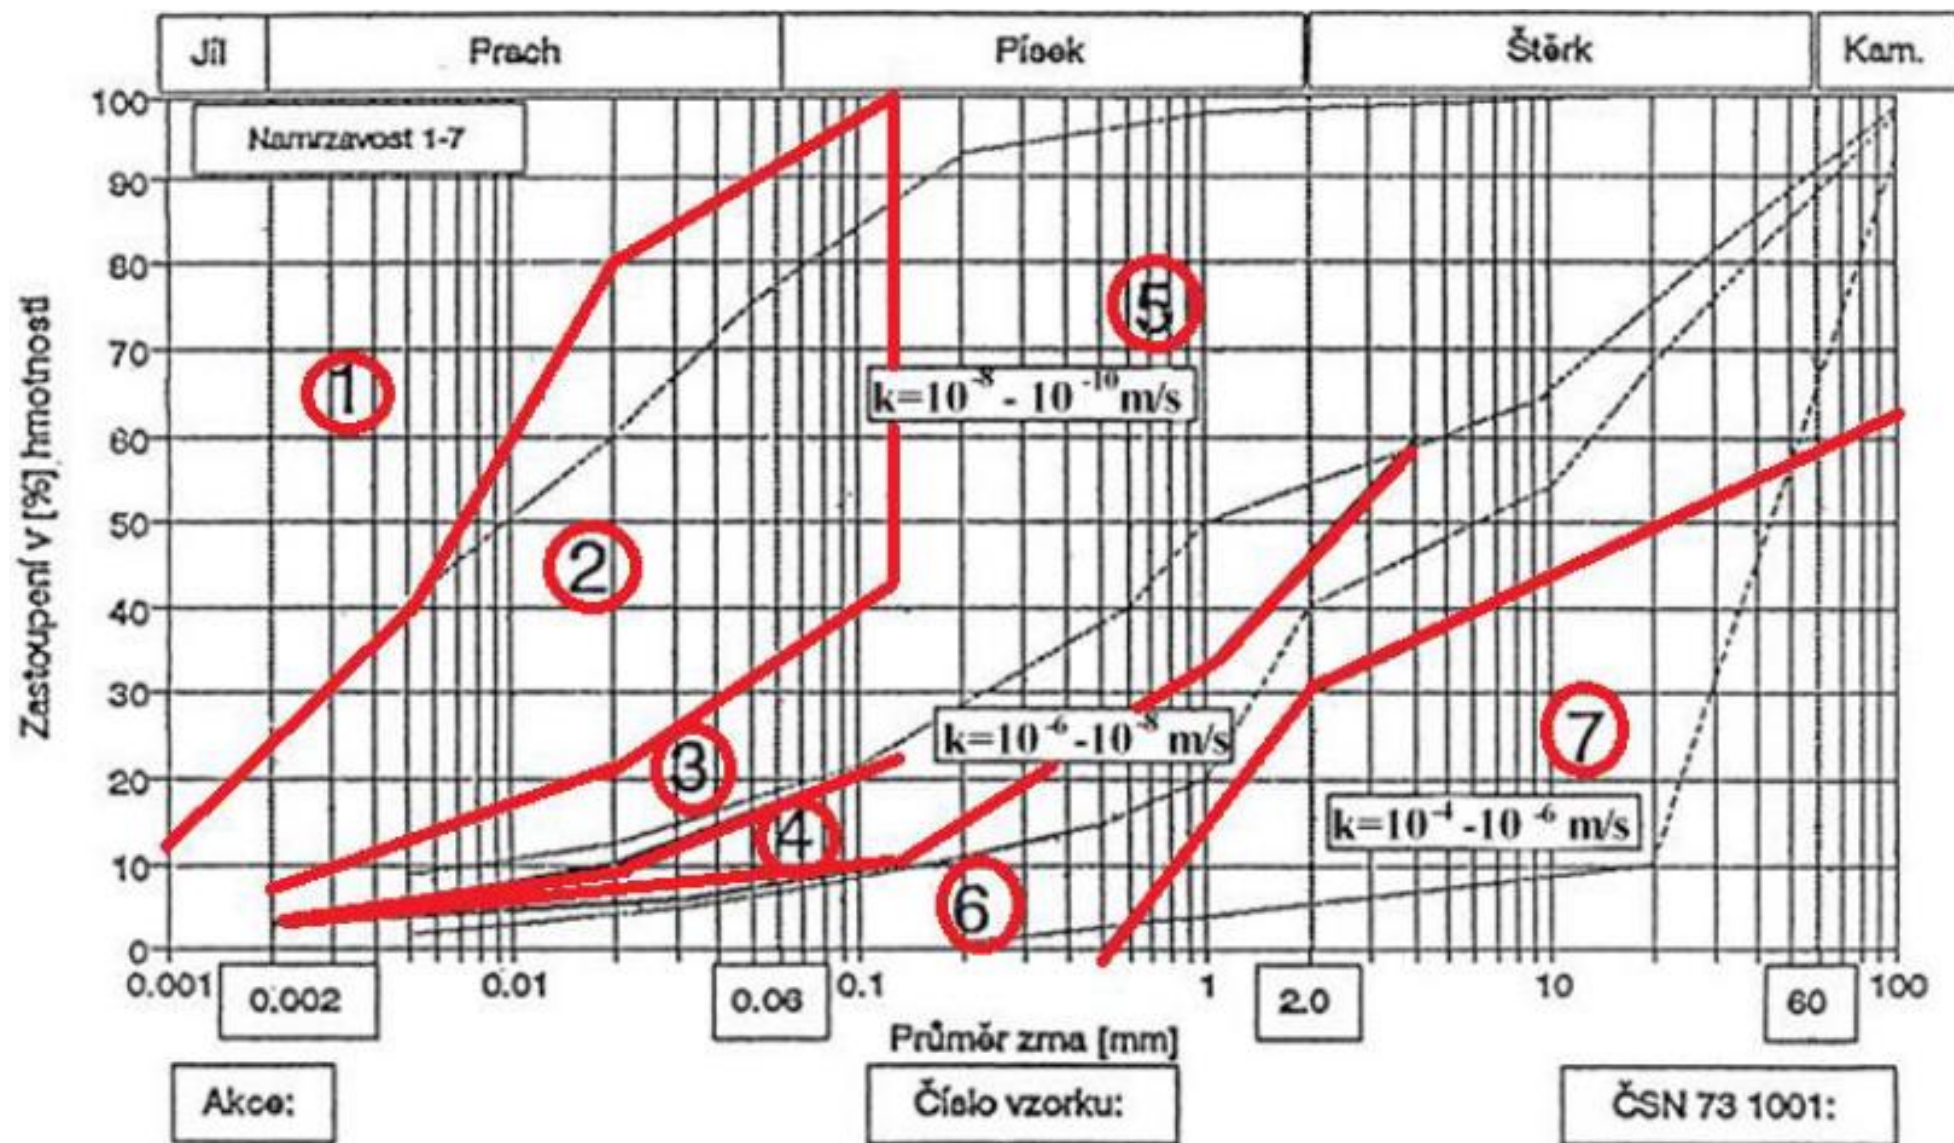 Jíl Prach Písek Štěrk Kam.
Namrzavost 1-7
Zastoupení v [%] hmotnosti
100
90
80
70
60
50
40
30
20
10
0
1
2
3
4
5
6
7
k=10⁻⁸ - 10⁻¹⁰ m/s
k=10⁻⁶ -10⁻⁸ m/s
k=10⁻⁴ -10⁻⁶ m/s
0.001 0.002 0.01 0.06 0.1 1 2.0 10 60 100
Průměr zrna [mm]
Akce: Číslo vzorku: ČSN 73 1001: